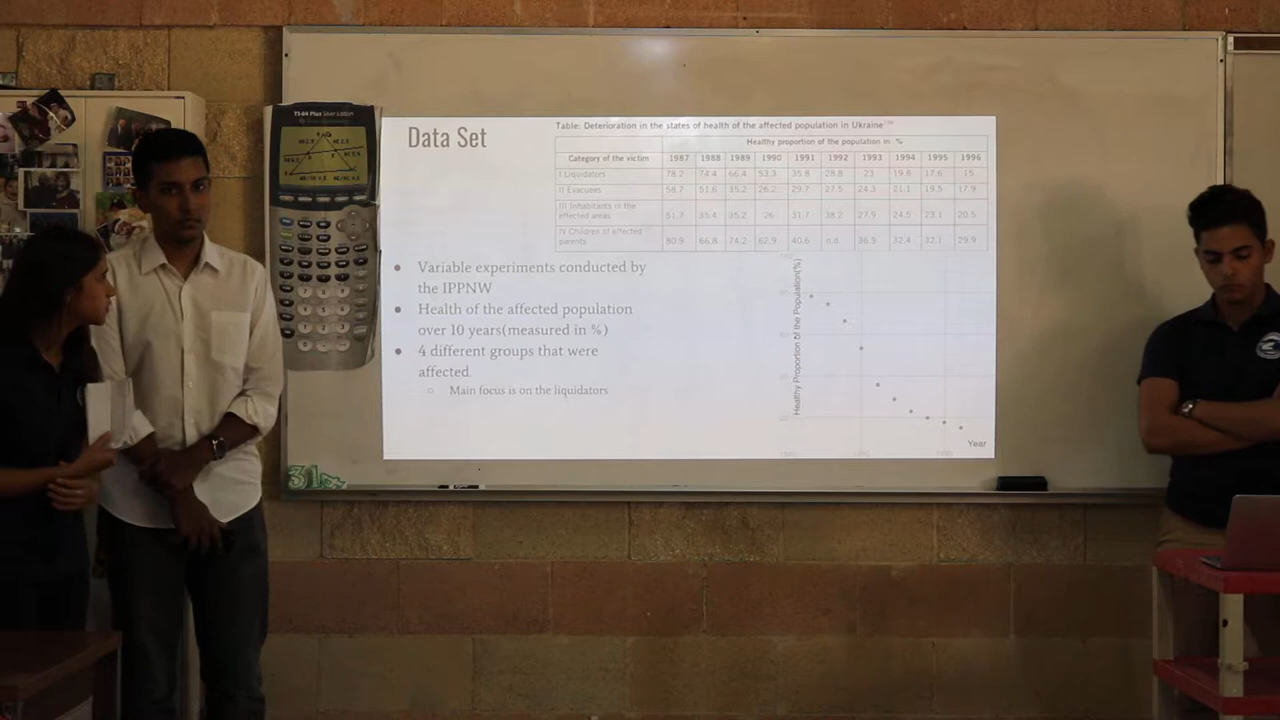 TI-84 Plus Silver Edition
Data Set
Table: Deterioration in the states of health of the affected population in Ukraine
Healthy proportion of the population in %
Category of the victim 1987 1988 1989 1990 1991 1992 1993 1994 1995 1996
I Liquidators 78.2 74.4 66.4 53.3 35.8 28.8 23 19.8 17.6 15
II Evacuees 58.7 51.6 35.2 26.2 29.7 27.5 24.3 21.1 19.5 17.9
III Inhabitants in the
effected areas 51.7 35.4 35.2 26 31.7 38.2 27.9 24.5 23.1 20.5
IV Children of effected
parents 80.9 66.8 74.2 62.9 40.6 n.d. 36.9 32.4 32.1 29.9
Variable experiments conducted by
the IPPNW
Health of the affected population
over 10 years(measured in %)
4 different groups that were
affected.
Main focus is on the liquidators
Healthy Proportion of the Population(%)
Year